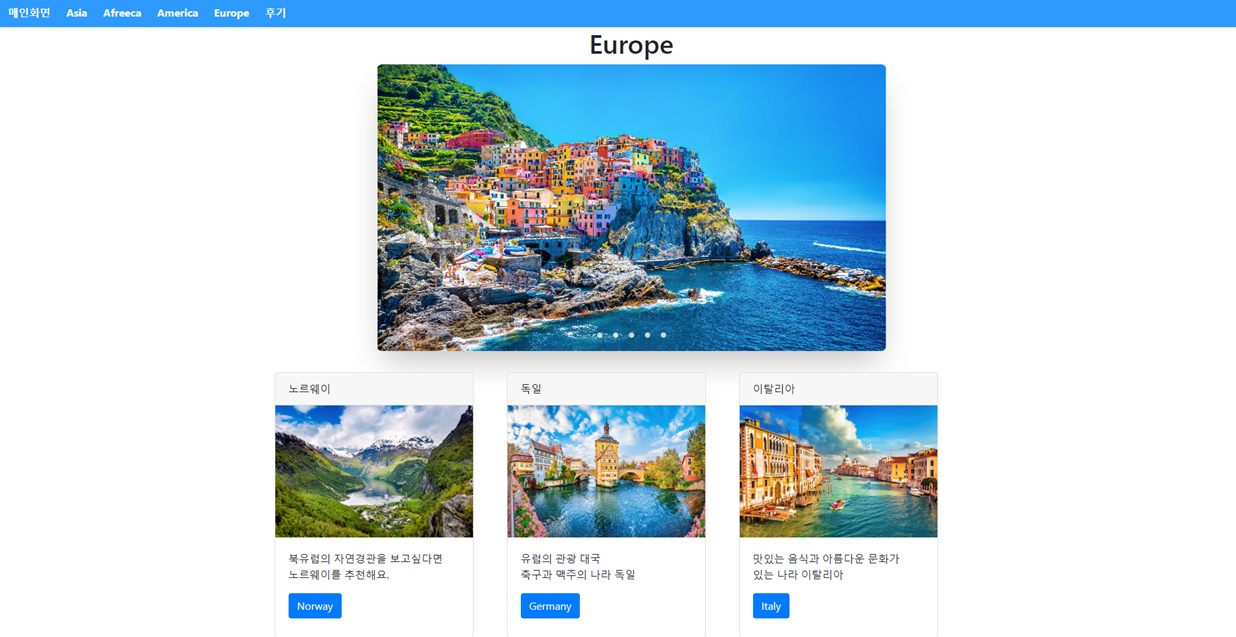 메인화면 Asia Afreeca America Europe 후기
Europe
노르웨이
북유럽의 자연경관을 보고싶다면
노르웨이를 추천해요.
Norway
독일
유럽의 관광 대국
축구과 맥주의 나라 독일
Germany
이탈리아
맛있는 음식과 아름다운 문화가
있는 나라 이탈리아
Italy